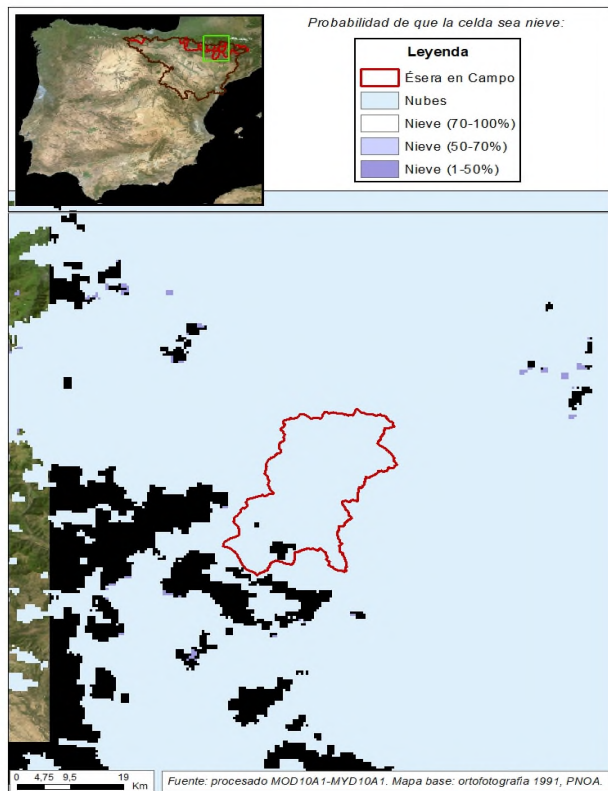 Probabilidad de que la celda sea nieve:
Leyenda
Ésera en Campo
Nubes
Nieve (70-100%)
Nieve (50-70%)
Nieve (1-50%)
0 4,75 9,5 19
Km
Fuente: procesado MOD10A1-MYD10A1. Mapa base: ortofotografía 1991, PNOA.